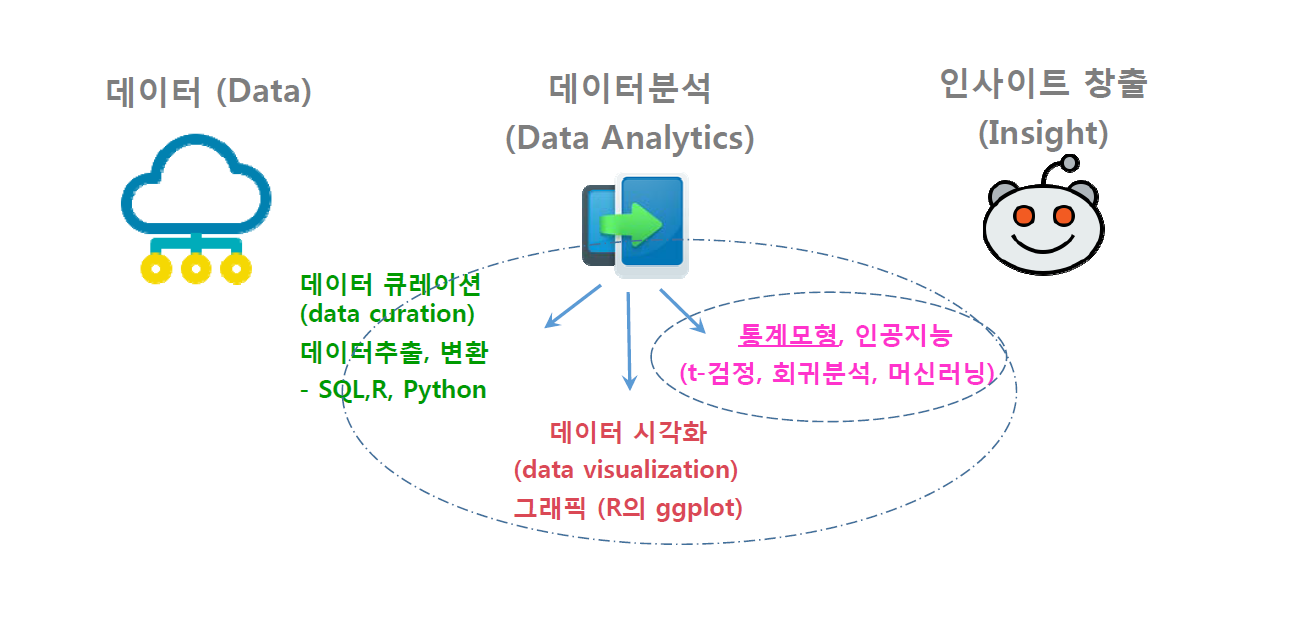 데이터 (Data)
데이터분석
(Data Analytics)
인사이트 창출
(Insight)
데이터 큐레이션
(data curation)
데이터추출, 변환
- SQL,R, Python
통계모형, 인공지능
(t-검정, 회귀분석, 머신러닝)
데이터 시각화
(data visualization)
그래픽 (R의 ggplot)